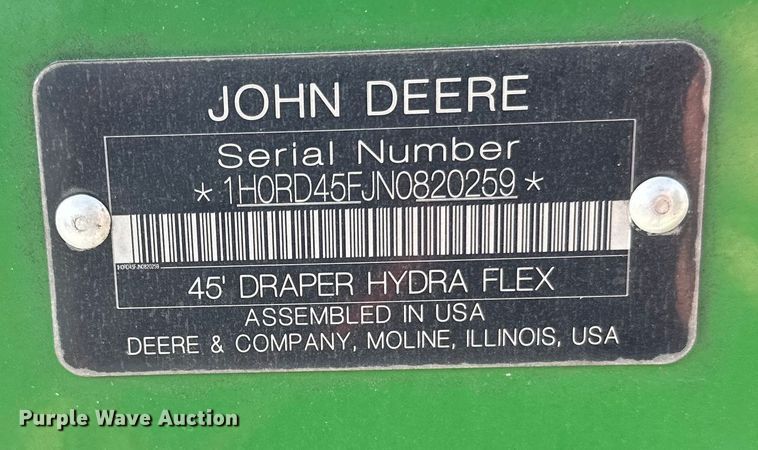 JOHN DEERE
Serial Number
*1H0RD45FJN0820259*
1H0RD45FJN0820259
45' DRAPER HYDRA FLEX
ASSEMBLED IN USA
DEERE & COMPANY, MOLINE, ILLINOIS, USA
Purple Wave Auction